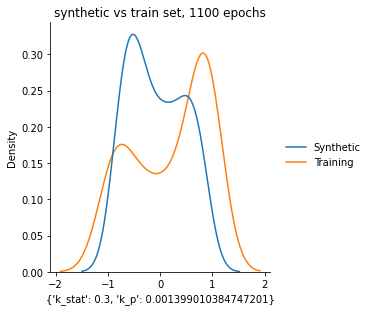 synthetic vs train set, 1100 epochs
0.30
0.25
0.20
0.15
0.10
0.05
0.00
Density
−2
−1
0
1
2
{'k_stat': 0.3, 'k_p': 0.001399010384747201}
Synthetic
Training